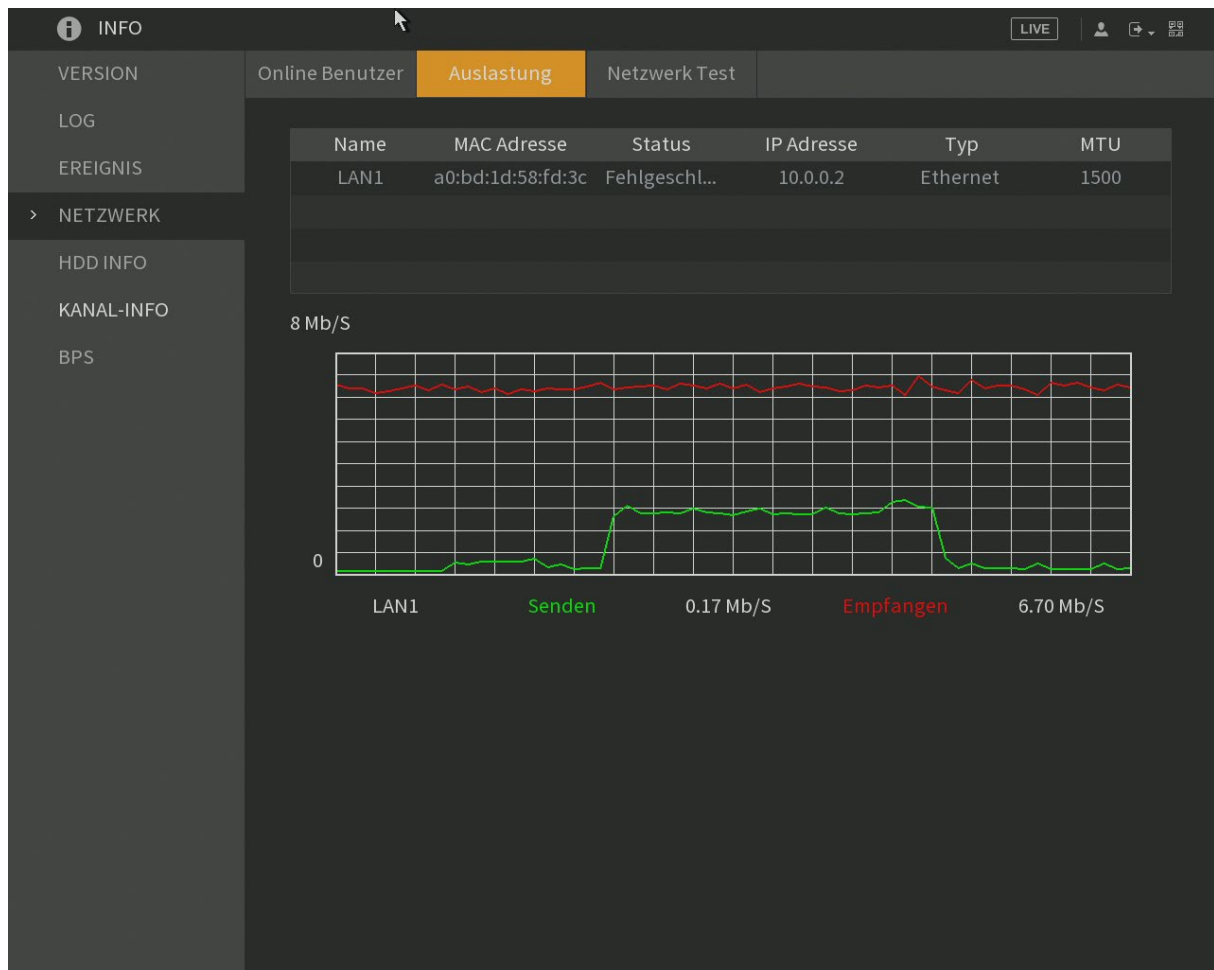 INFO LIVE
VERSION
LOG
EREIGNIS
NETZWERK
HDD INFO
KANAL-INFO
BPS
Online Benutzer Auslastung Netzwerk Test
Name MAC Adresse Status IP Adresse Typ MTU
LAN1 a0:bd:1d:58:fd:3c Fehlgeschl... 10.0.0.2 Ethernet 1500
8 Mb/S
0
LAN1 Senden 0.17 Mb/S Empfangen 6.70 Mb/S